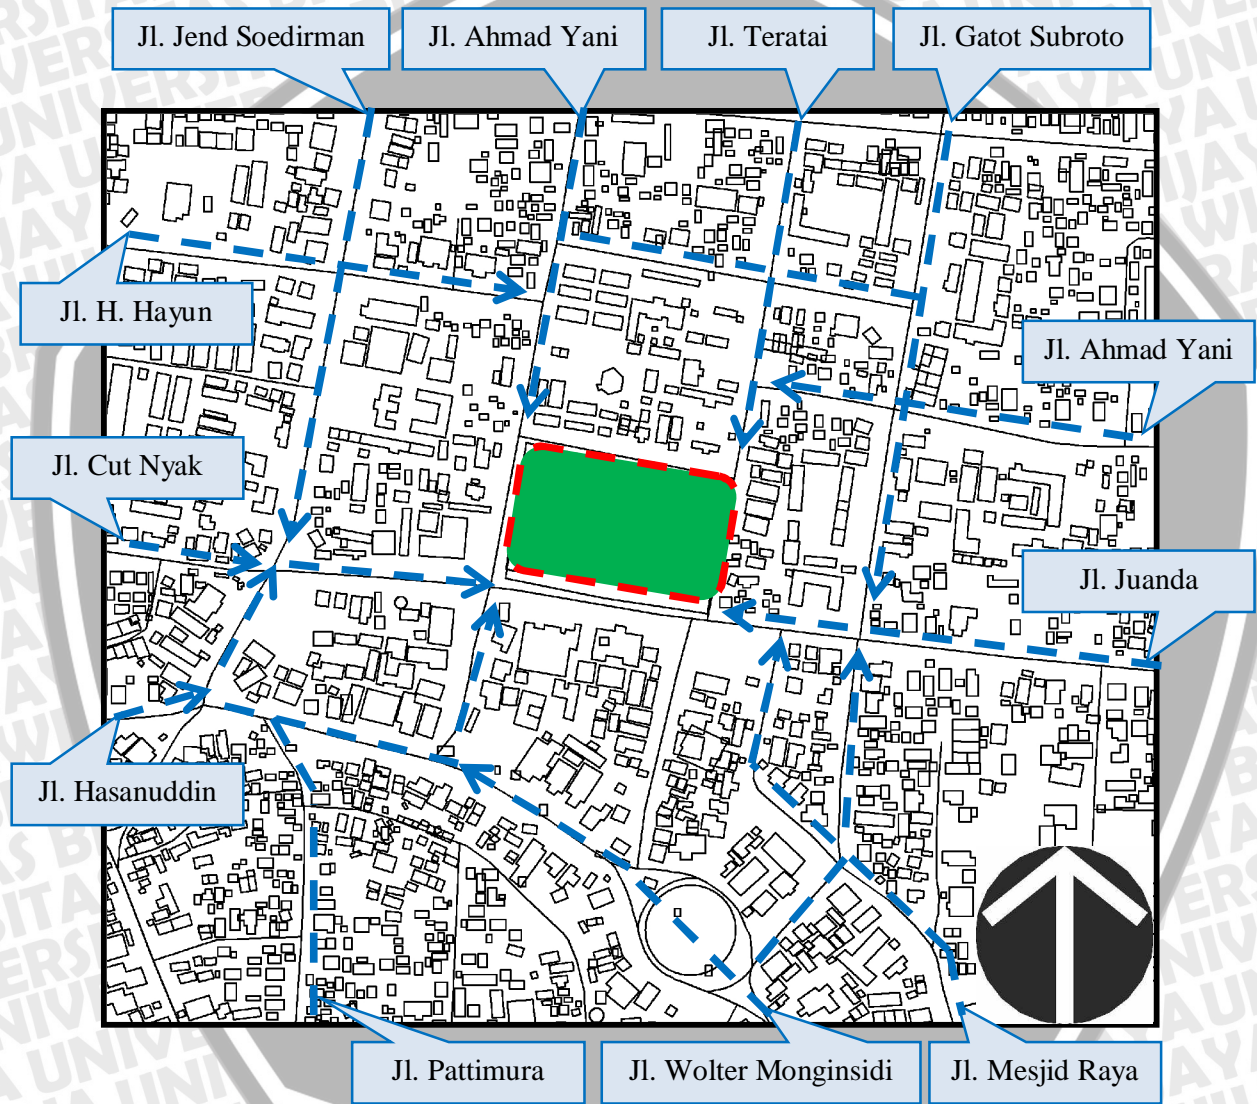 Jl. Jend Soedirman
Jl. Ahmad Yani
Jl. Teratai
Jl. Gatot Subroto
Jl. H. Hayun
Jl. Ahmad Yani
Jl. Cut Nyak
Jl. Juanda
Jl. Hasanuddin
Jl. Pattimura
Jl. Wolter Monginsidi
Jl. Mesjid Raya